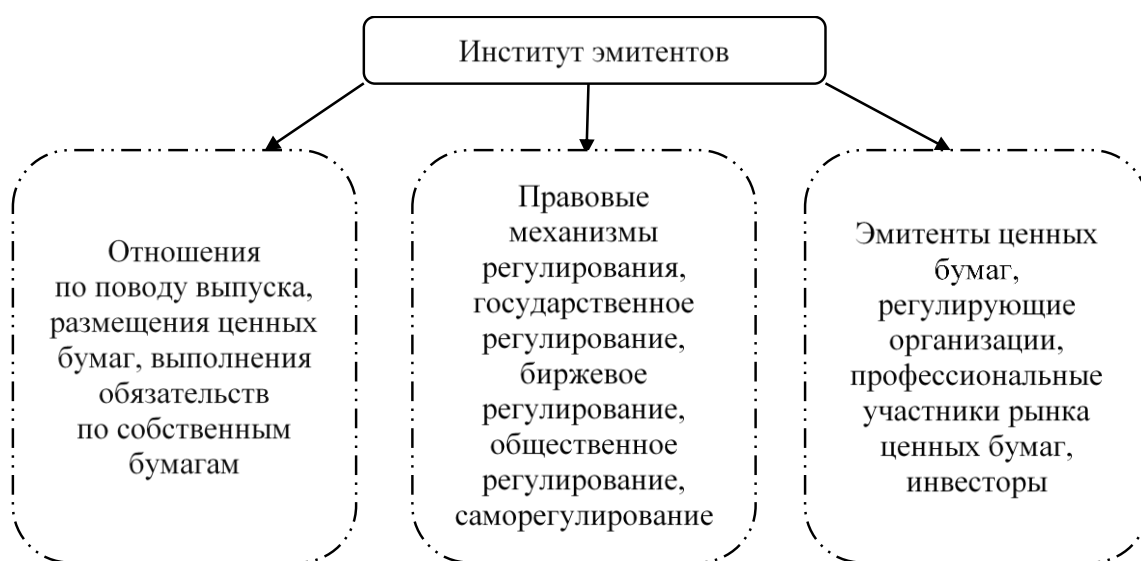 Институт эмитентов
Отношения
по поводу выпуска,
размещения ценных
бумаг, выполнения
обязательств
по собственным
бумагам
Правовые
механизмы
регулирования,
государственное
регулирование,
биржевое
регулирование,
общественное
регулирование,
саморегулирование
Эмитенты ценных
бумаг,
регулирующие
организации,
профессиональные
участники рынка
ценных бумаг,
инвесторы